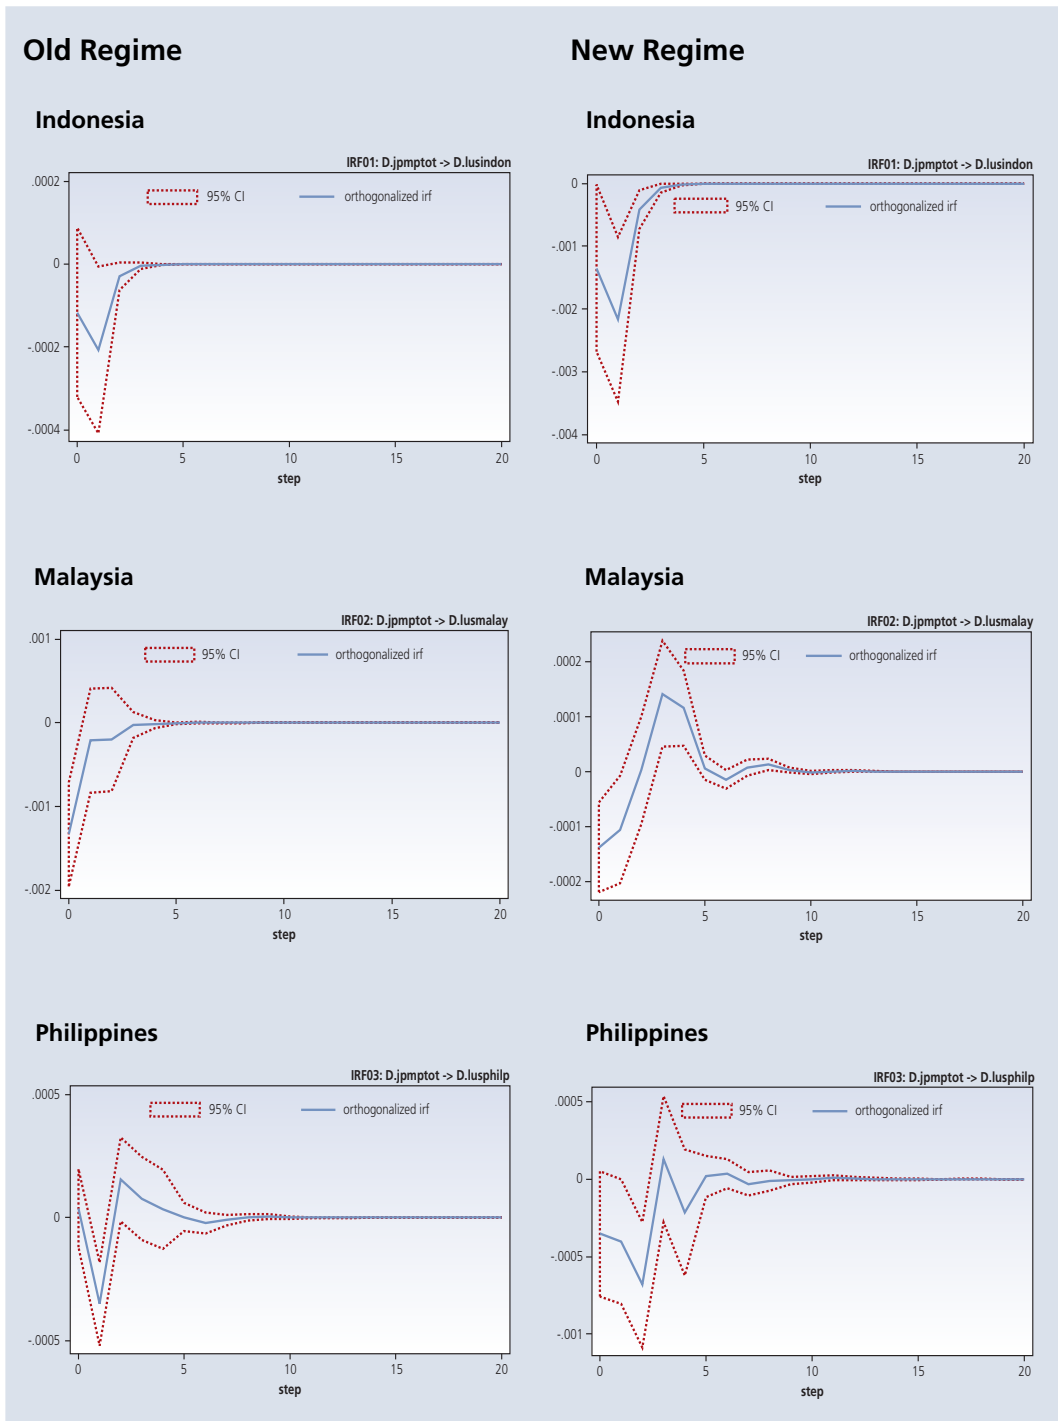 Old Regime
New Regime
Indonesia
Indonesia
IRF01: D.jpmptot -> D.lusindon
.0002
0
-.0002
-.0004
95% CI
orthogonalized irf
0 5 10 15 20
step
IRF01: D.jpmptot -> D.lusindon
0
-.001
-.002
-.003
-.004
95% CI
orthogonalized irf
0 5 10 15 20
step
Malaysia
Malaysia
IRF02: D.jpmptot -> D.lusmalay
.001
0
-.001
-.002
95% CI
orthogonalized irf
0 5 10 15 20
step
IRF02: D.jpmptot -> D.lusmalay
.0002
.0001
0
-.0001
-.0002
95% CI
orthogonalized irf
0 5 10 15 20
step
Philippines
Philippines
IRF03: D.jpmptot -> D.lusphilp
.0005
0
-.0005
95% CI
orthogonalized irf
0 5 10 15 20
step
IRF03: D.jpmptot -> D.lusphilp
.0005
0
-.0005
-.001
95% CI
orthogonalized irf
0 5 10 15 20
step